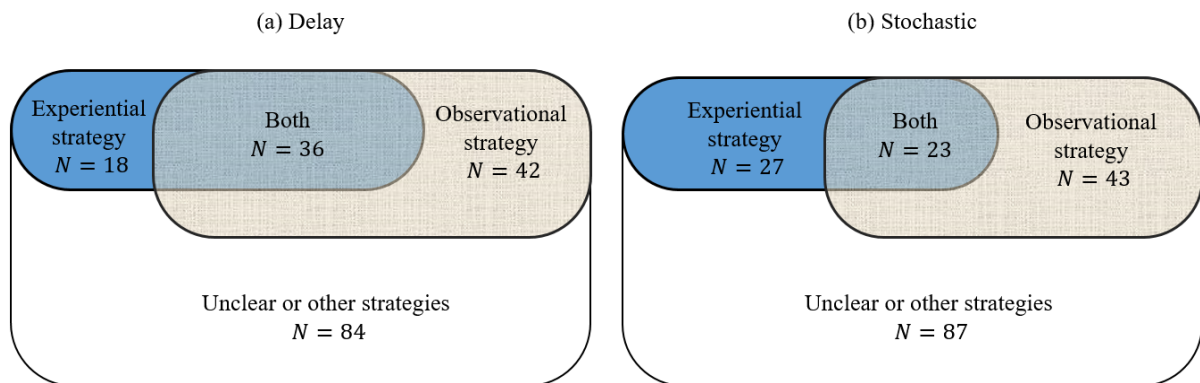 (a) Delay
Experiential
strategy
N = 18
Both
N = 36
Observational
strategy
N = 42
Unclear or other strategies
N = 84
(b) Stochastic
Experiential
strategy
N = 27
Both
N = 23
Observational
strategy
N = 43
Unclear or other strategies
N = 87